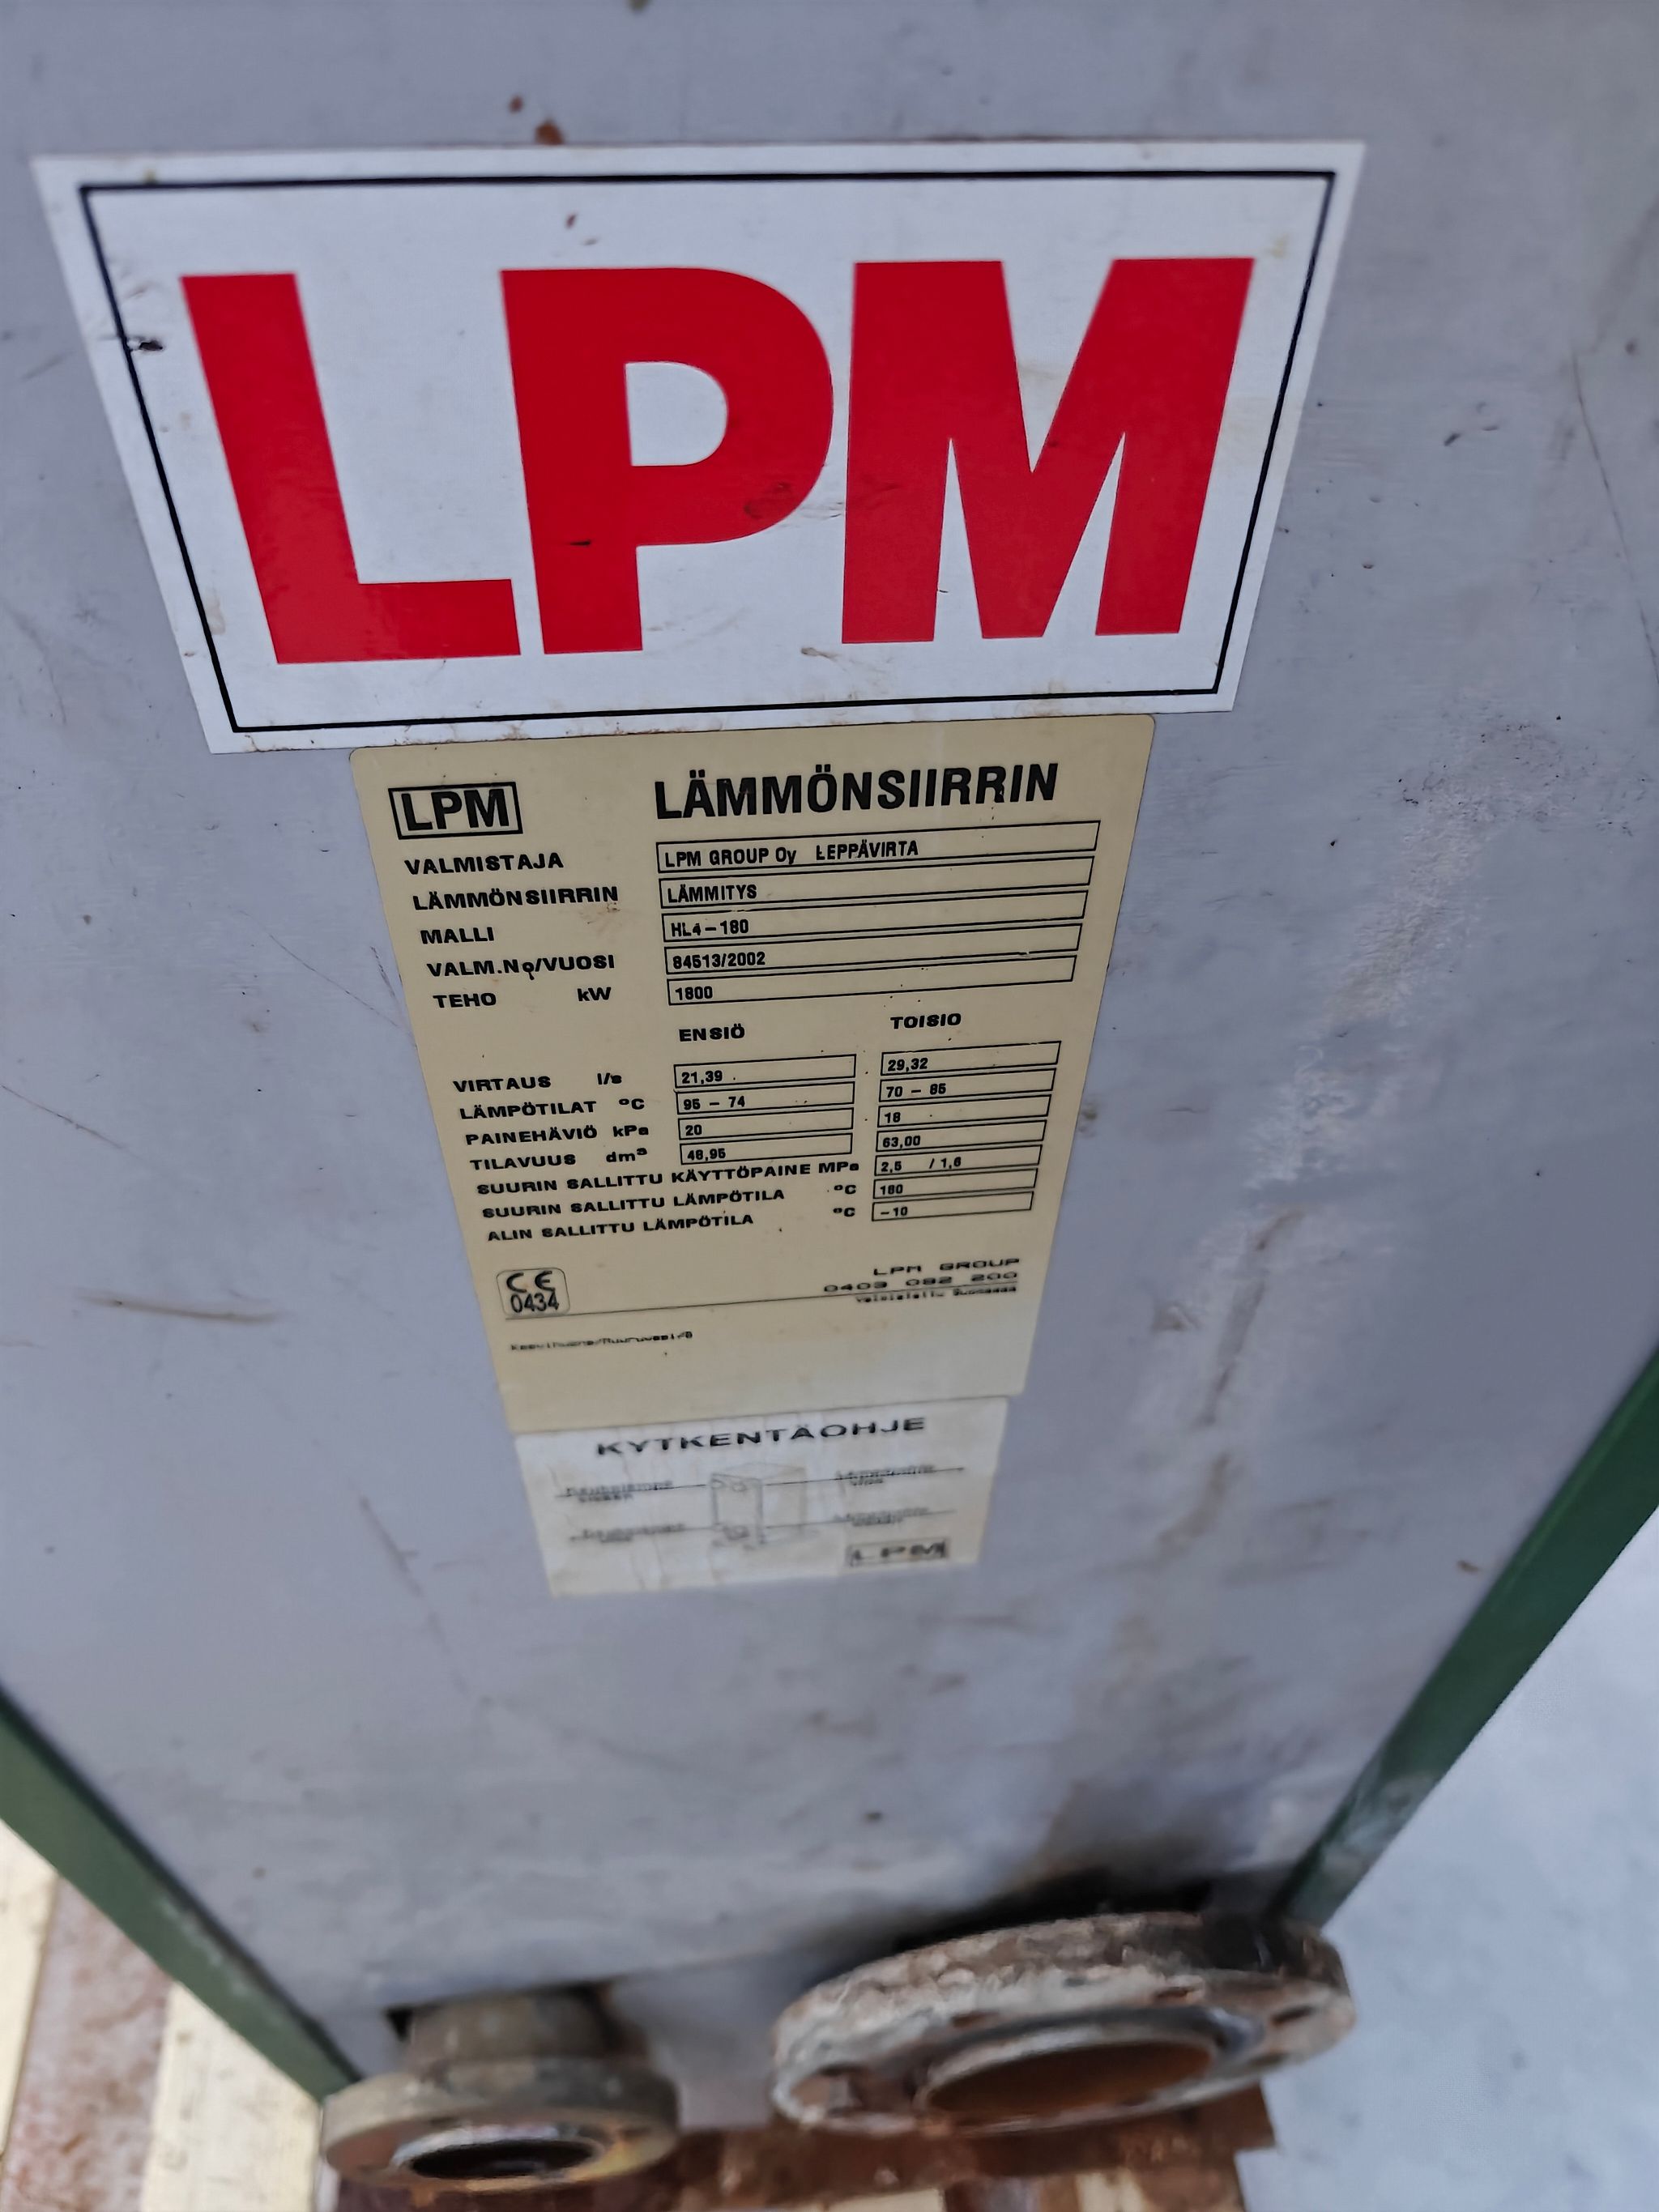 LPM
LPM LÄMMÖNSIIRRIN
VALMISTAJA LPM GROUP Oy LEPPÄVIRTA
LÄMMÖNSIIRRIN LÄMMITYS
MALLI HL4-180
VALM.No/VUOSI 84513/2002
TEHO kW 1800
ENSIÖ TOISIO
VIRTAUS l/s 21,39 29,32
LÄMPÖTILAT °C 95 - 74 70 - 85
PAINEHÄVIÖ kPa 20 18
TILAVUUS dm³ 48,95 63,00
SUURIN SALLITTU KÄYTTÖPAINE MPa 2,5 / 1,6
SUURIN SALLITTU LÄMPÖTILA °C 180
ALIN SALLITTU LÄMPÖTILA °C -10
CE
0434
LPM GROUP
0403 082 200
KYTKENTÄOHJE
LPM